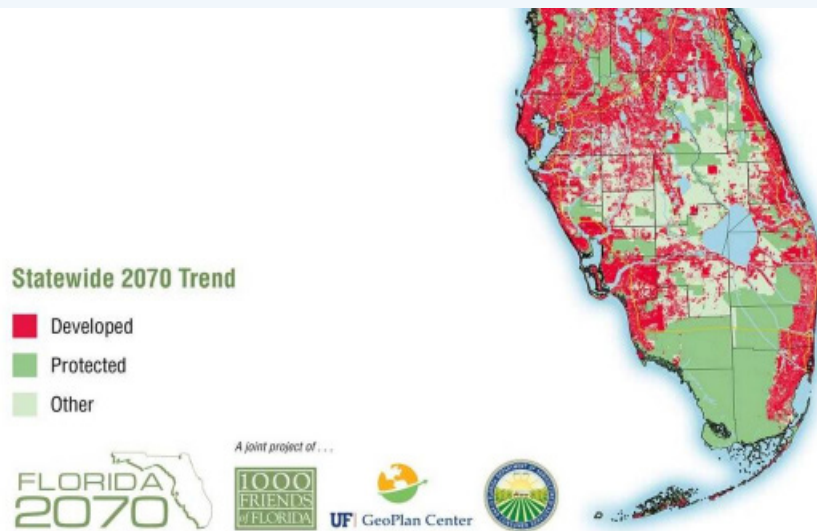 Statewide 2070 Trend
Developed
Protected
Other
A joint project of . . .
FLORIDA
2070
1000
FRIENDS
of FLORIDA
UF GeoPlan Center